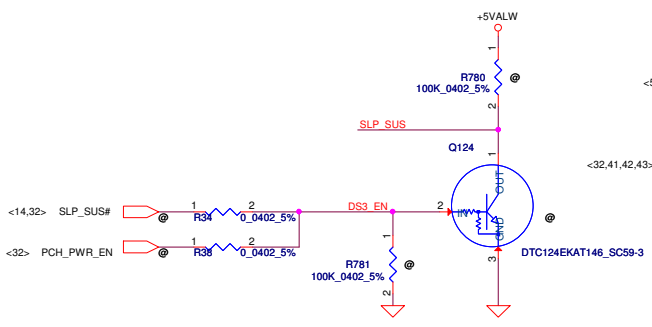 +5VALW
1
R780
@
100K_0402_5%
2
<5
SLP_SUS
Q124
1
<32,41,42,43>
OUT
<14,32> SLP_SUS#
@
1
R34
2
0_0402_5%
DS3_EN
2
IN
GND
@
<32> PCH_PWR_EN
@
1
R38
2
0_0402_5%
1
R781
@
100K_0402_5%
2
3
DTC124EKAT146_SC59-3